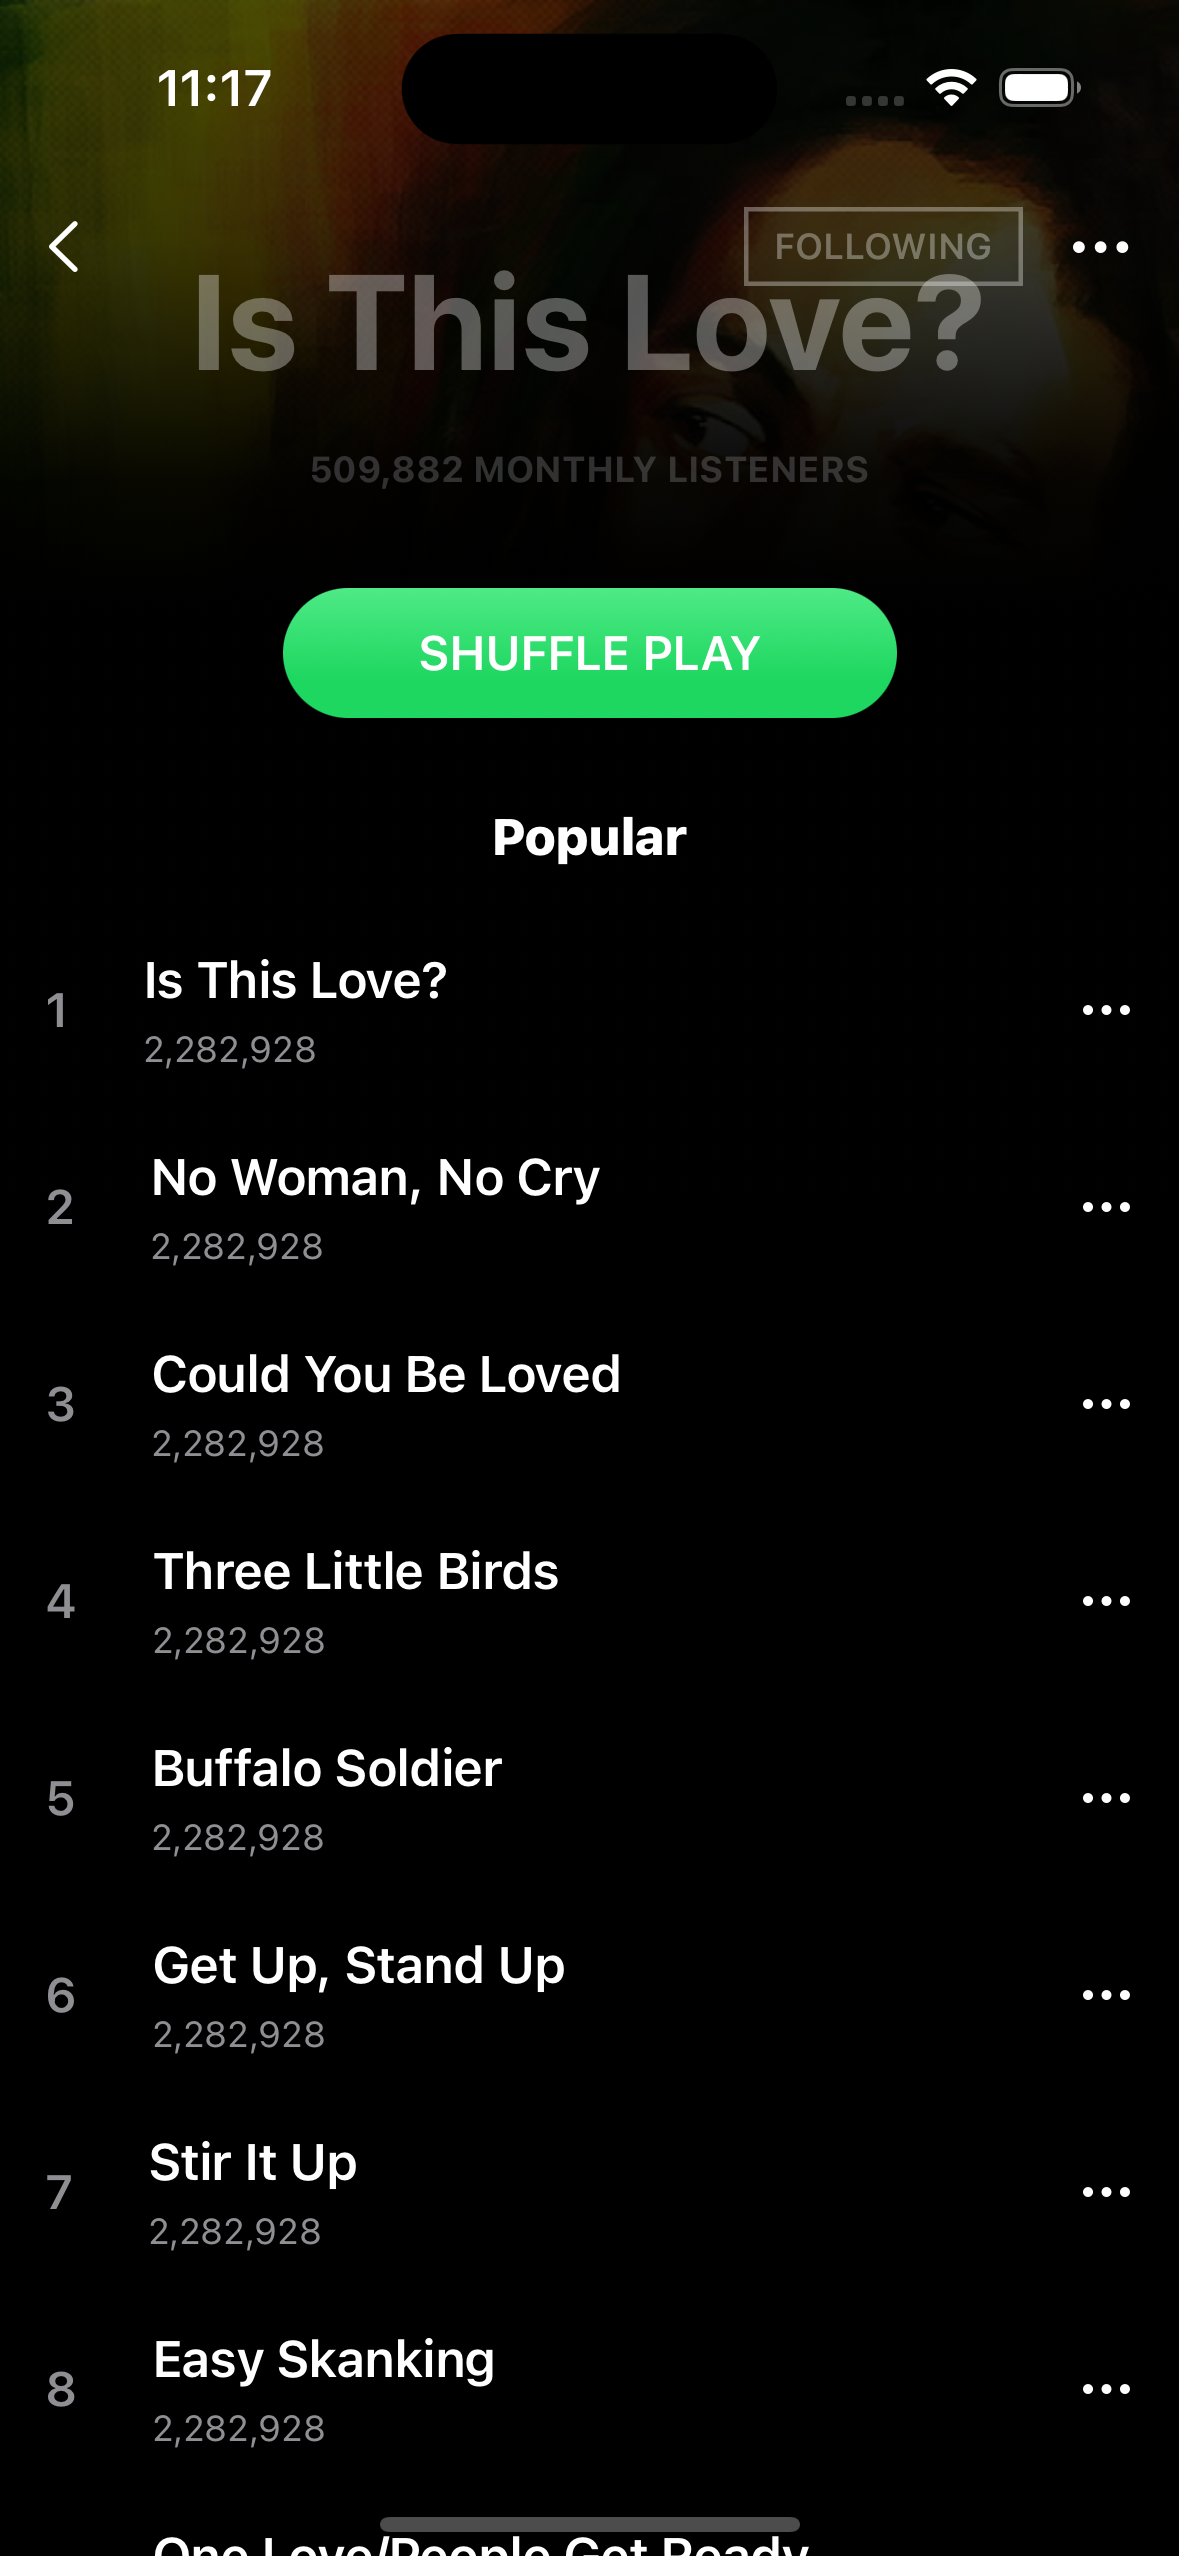 11:17
FOLLOWING
Is This Love?
509,882 MONTHLY LISTENERS
SHUFFLE PLAY
Popular
1
Is This Love?
2,282,928
2
No Woman, No Cry
2,282,928
3
Could You Be Loved
2,282,928
4
Three Little Birds
2,282,928
5
Buffalo Soldier
2,282,928
6
Get Up, Stand Up
2,282,928
7
Stir It Up
2,282,928
8
Easy Skanking
2,282,928
One Love/People Get Ready